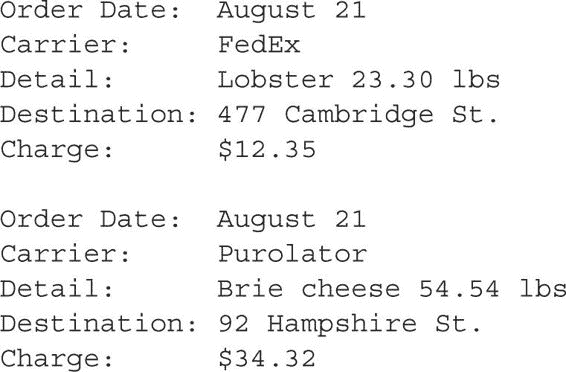 Order Date: August 21
Carrier: FedEx
Detail: Lobster 23.30 lbs
Destination: 477 Cambridge St.
Charge: $12.35
Order Date: August 21
Carrier: Purolator
Detail: Brie cheese 54.54 lbs
Destination: 92 Hampshire St.
Charge: $34.32